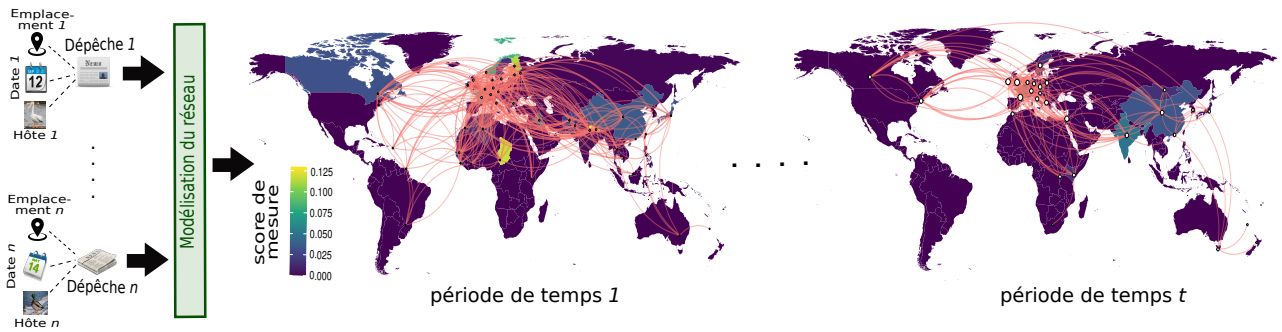 Emplace-
ment 1
Dépêche 1
Date 1
12
News
Hôte 1
Emplace-
ment n
Date n
14
Dépêche n
Hôte n
Modélisation du réseau
score de
mesure
0.125
0.100
0.075
0.050
0.025
0.000
période de temps 1
. . . .
période de temps t